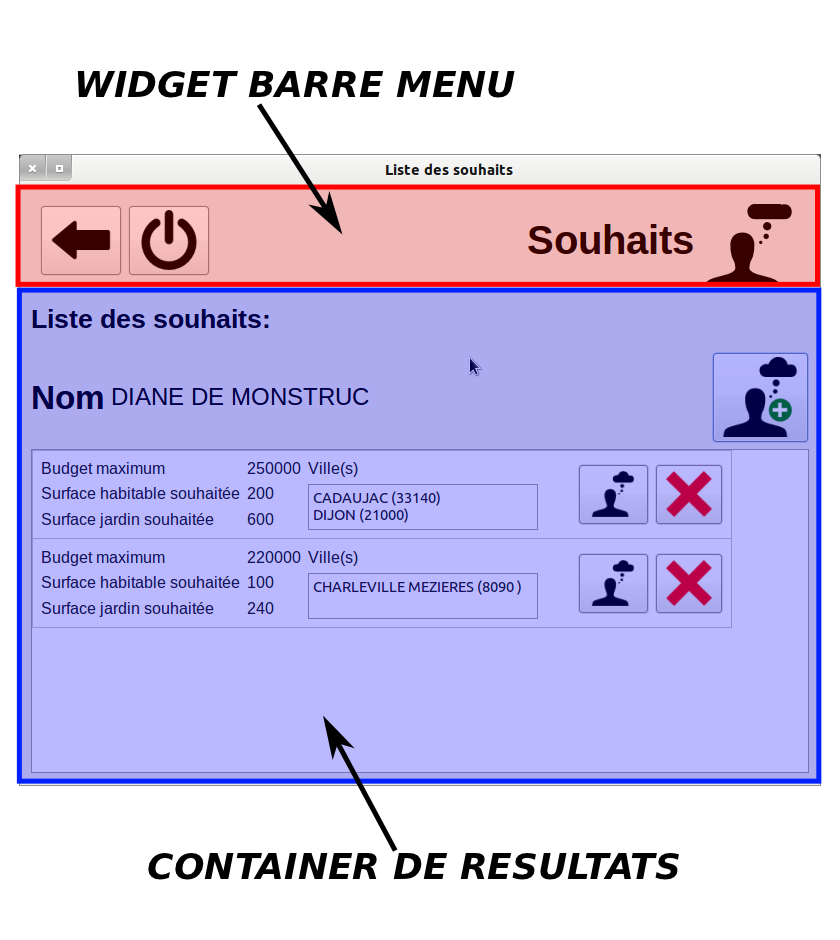 WIDGET BARRE MENU
Liste des souhaits
Souhaits
Liste des souhaits:
Nom DIANE DE MONSTRUC
Budget maximum 250000 Ville(s)
Surface habitable souhaitée 200
CADAUJAC (33140)
DIJON (21000)
Surface jardin souhaitée 600
Budget maximum 220000 Ville(s)
Surface habitable souhaitée 100
CHARLEVILLE MEZIERES (8090 )
Surface jardin souhaitée 240
CONTAINER DE RESULTATS